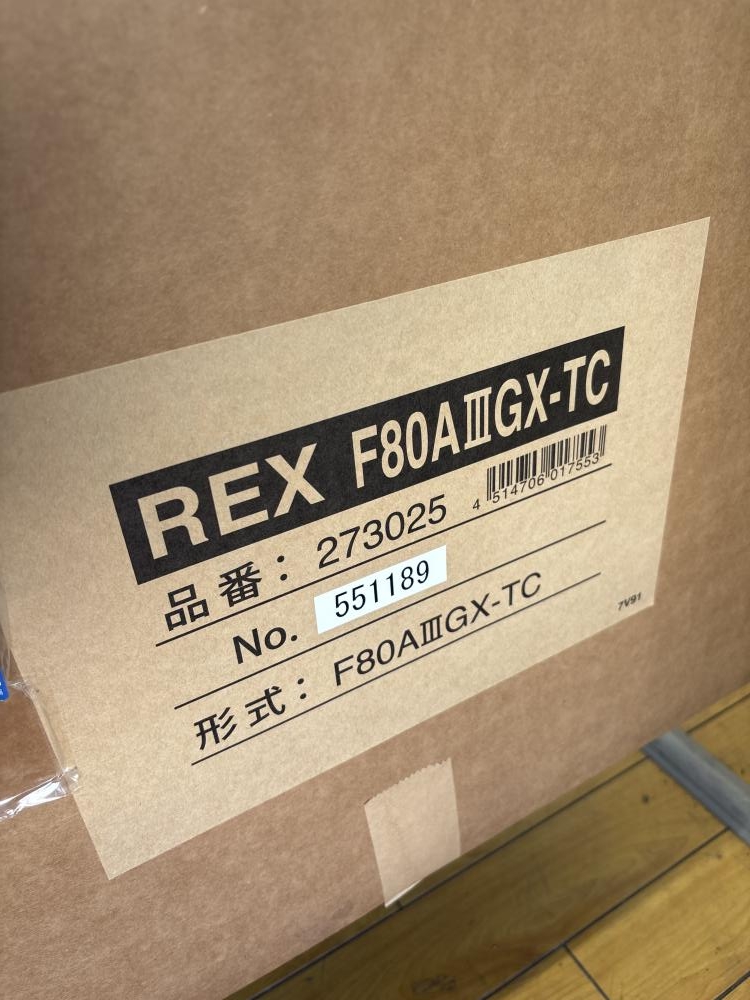 REX F80AⅢGX-TC
品番：273025
4 514706 017553
No. 551189
形式：F80AⅢGX-TC
7V91